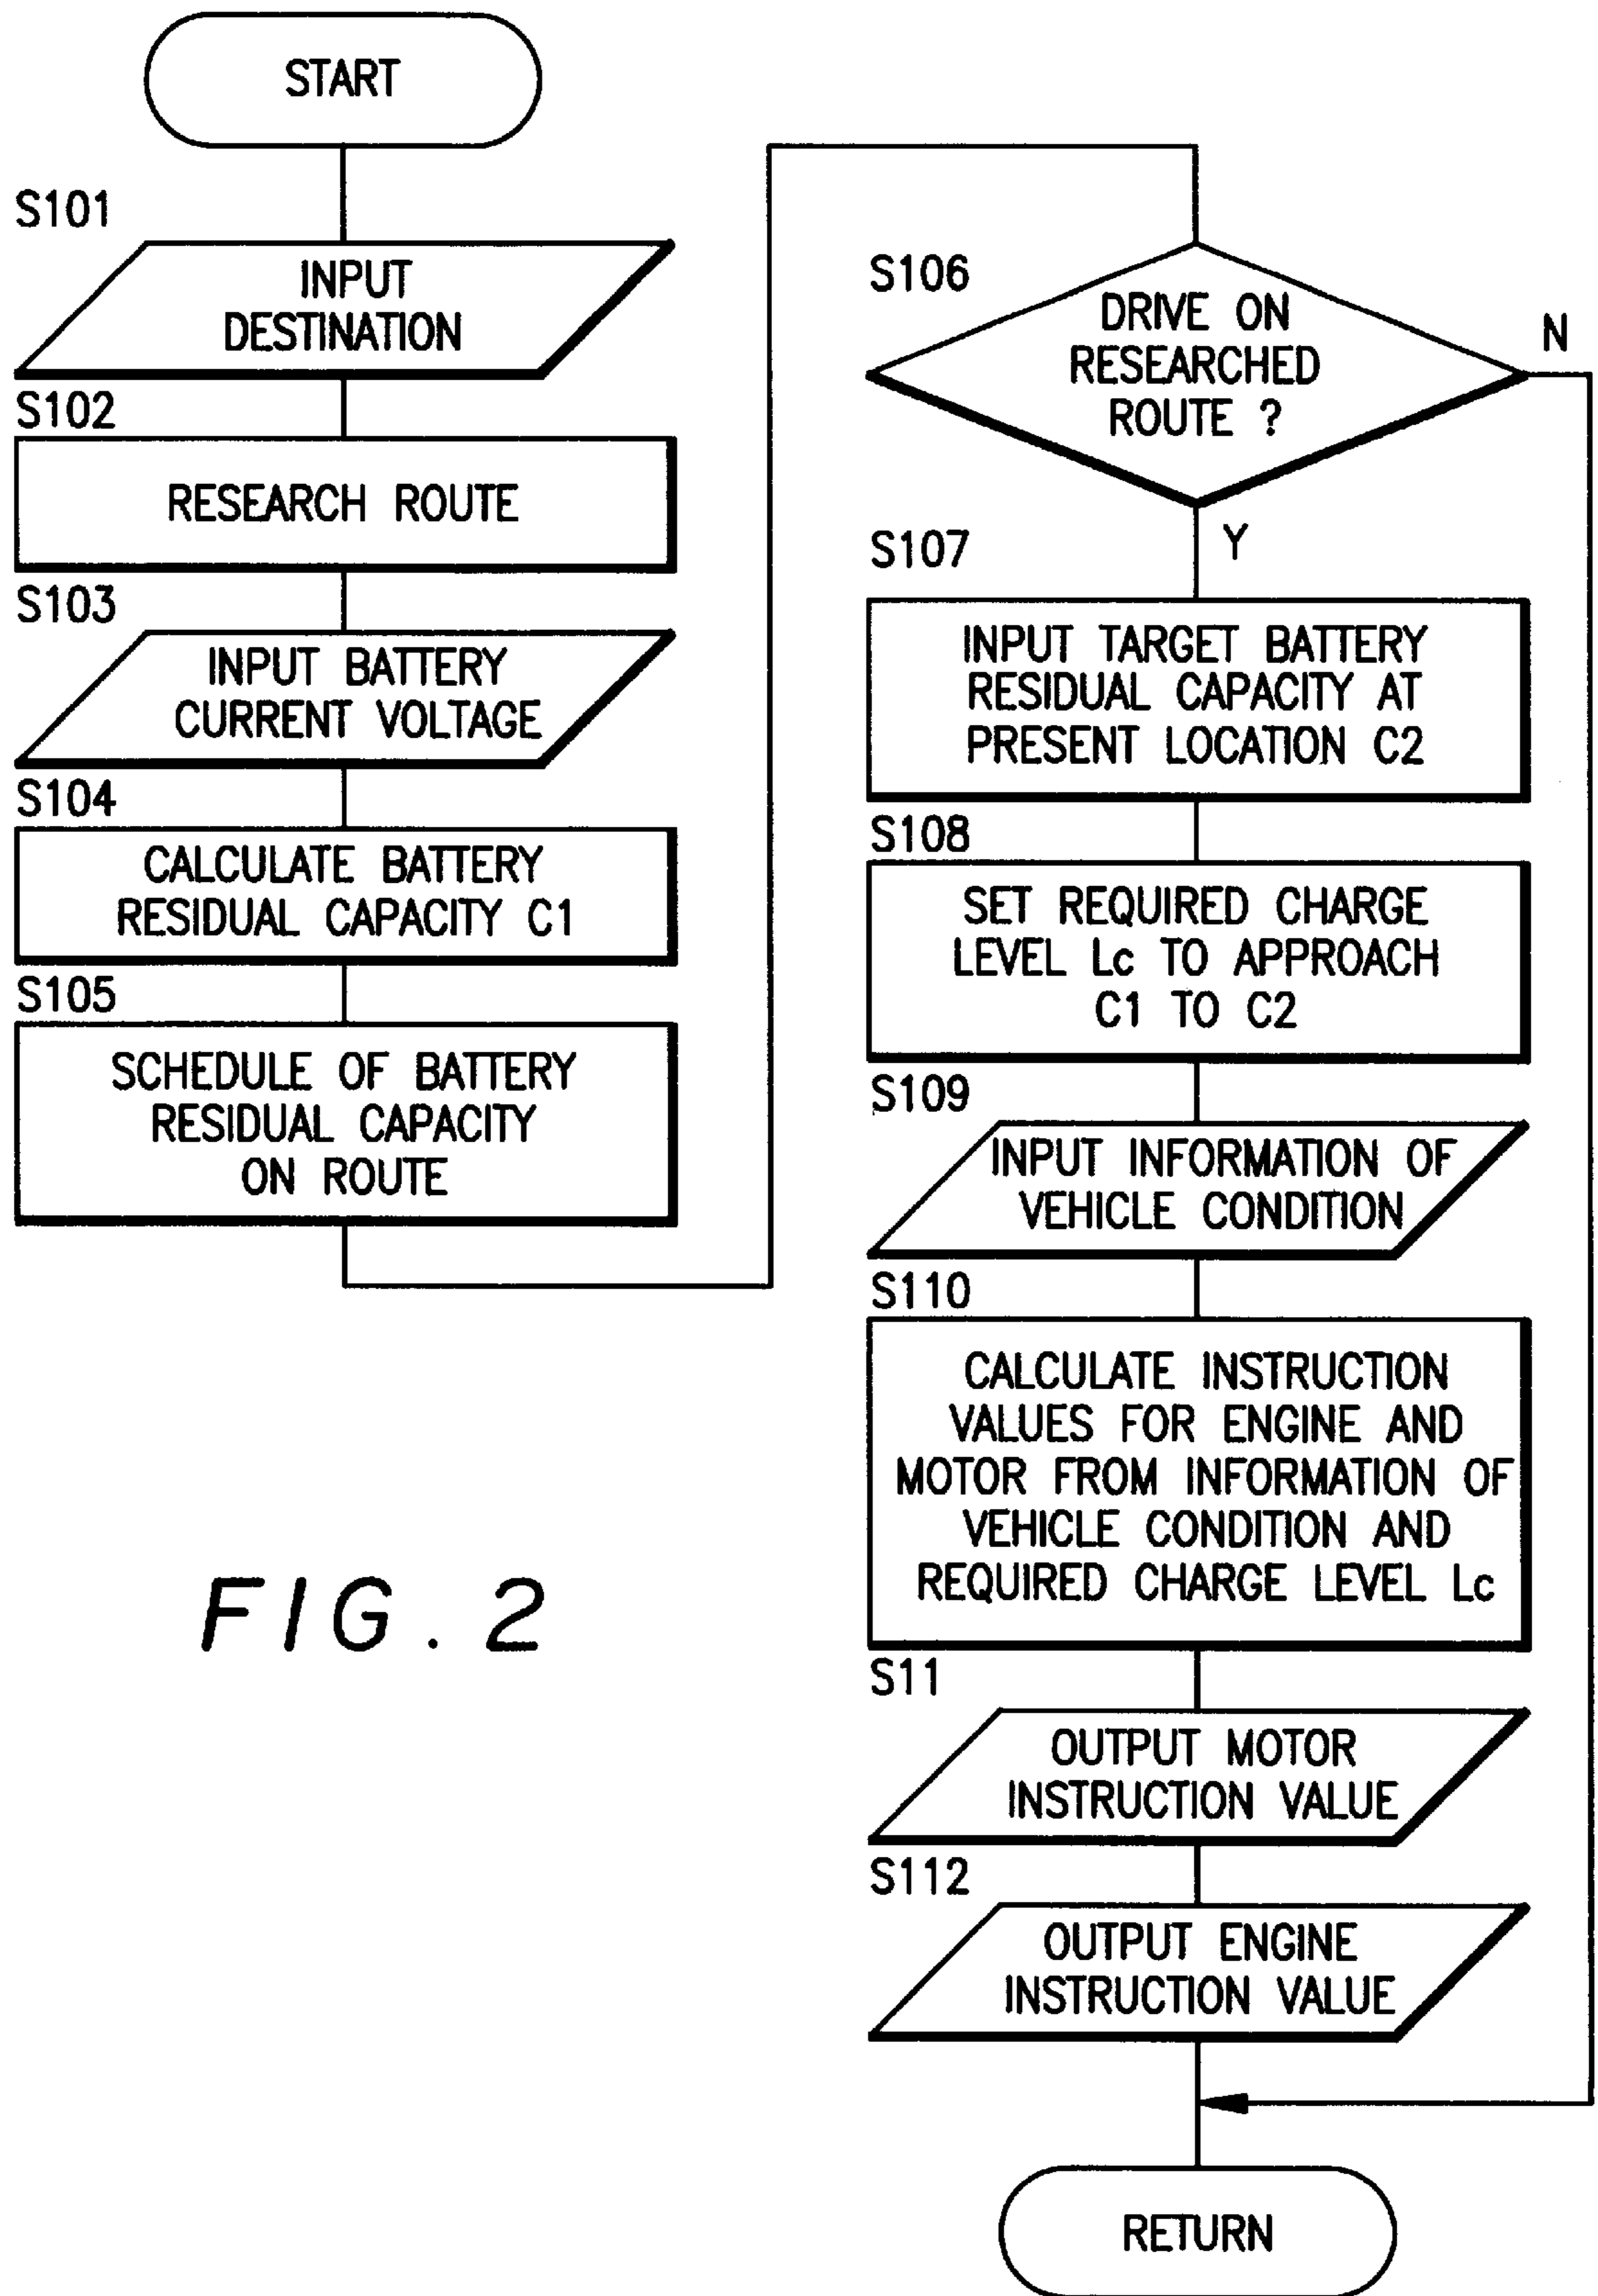 START
S101
INPUT
DESTINATION
S102
RESEARCH ROUTE
S103
INPUT BATTERY
CURRENT VOLTAGE
S104
CALCULATE BATTERY
RESIDUAL CAPACITY C1
S105
SCHEDULE OF BATTERY
RESIDUAL CAPACITY
ON ROUTE
S106
DRIVE ON
RESEARCHED
ROUTE ?
N
Y
S107
INPUT TARGET BATTERY
RESIDUAL CAPACITY AT
PRESENT LOCATION C2
S108
SET REQUIRED CHARGE
LEVEL Lc TO APPROACH
C1 TO C2
S109
INPUT INFORMATION OF
VEHICLE CONDITION
S110
CALCULATE INSTRUCTION
VALUES FOR ENGINE AND
MOTOR FROM INFORMATION OF
VEHICLE CONDITION AND
REQUIRED CHARGE LEVEL Lc
S11
OUTPUT MOTOR
INSTRUCTION VALUE
S112
OUTPUT ENGINE
INSTRUCTION VALUE
RETURN
FIG. 2